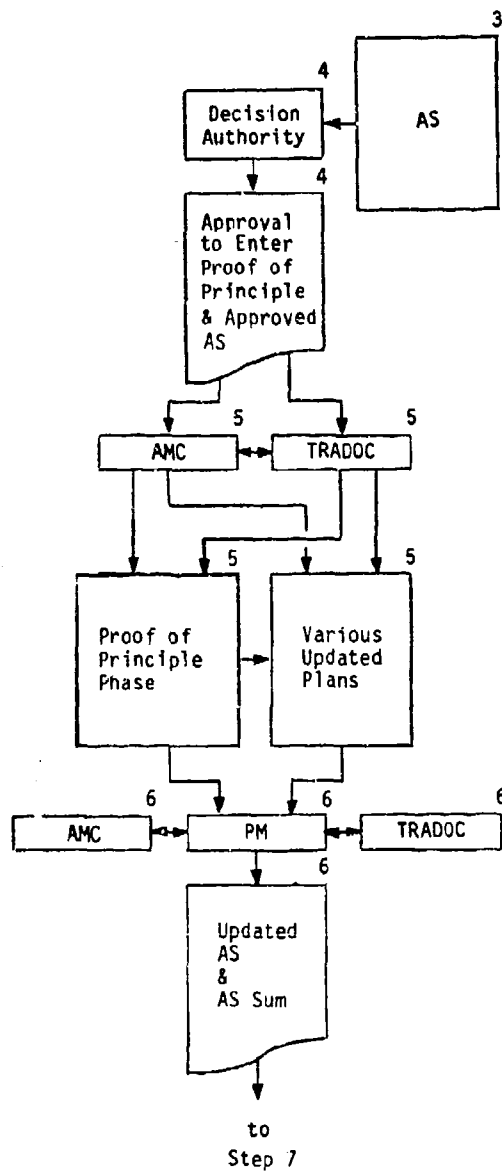 3
AS
4
Decision
Authority
4
Approval
to Enter
Proof of
Principle
& Approved
AS
5
AMC
5
TRADOC
5
Proof of
Principle
Phase
5
Various
Updated
Plans
6
AMC
6
PM
6
TRADOC
6
Updated
AS
&
AS Sum
to
Step 7